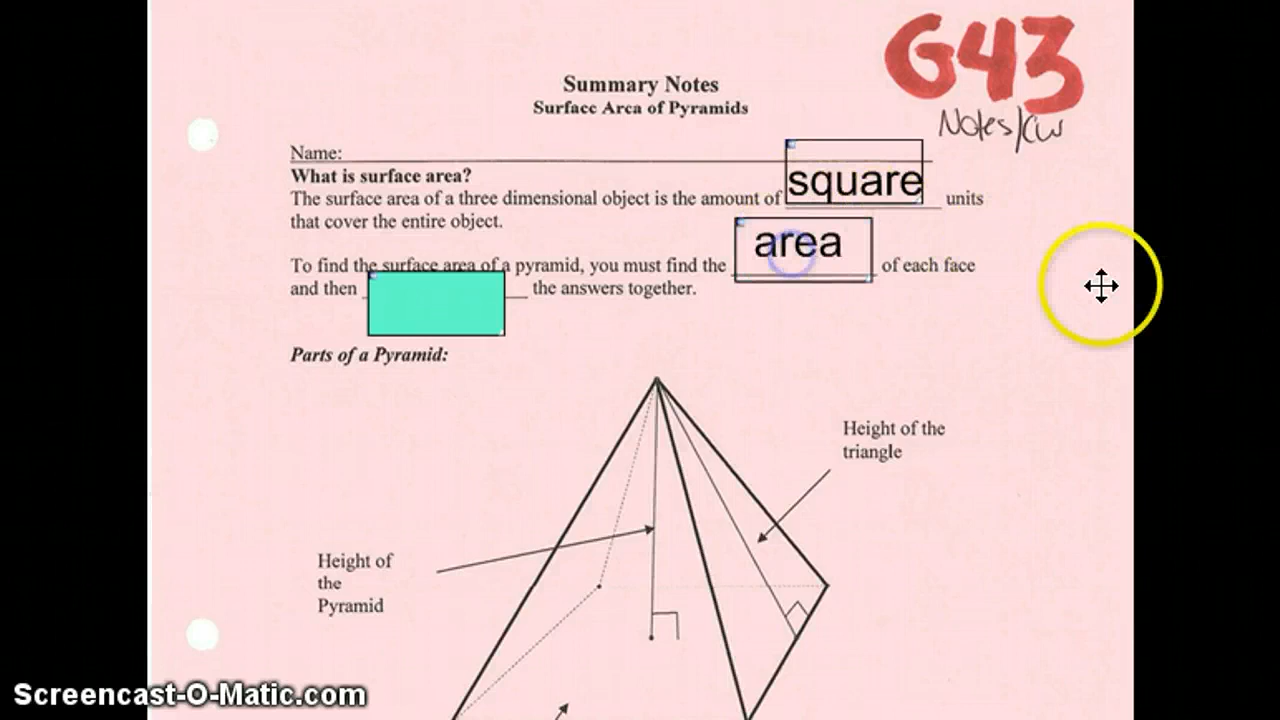 G43
Notes/cw
Summary Notes
Surface Area of Pyramids
Name:
What is surface area?
The surface area of a three dimensional object is the amount of square units
that cover the entire object.
To find the surface area of a pyramid, you must find the area of each face
and then the answers together.
Parts of a Pyramid:
Height of the
triangle
Height of
the
Pyramid
Screencast-O-Matic.com